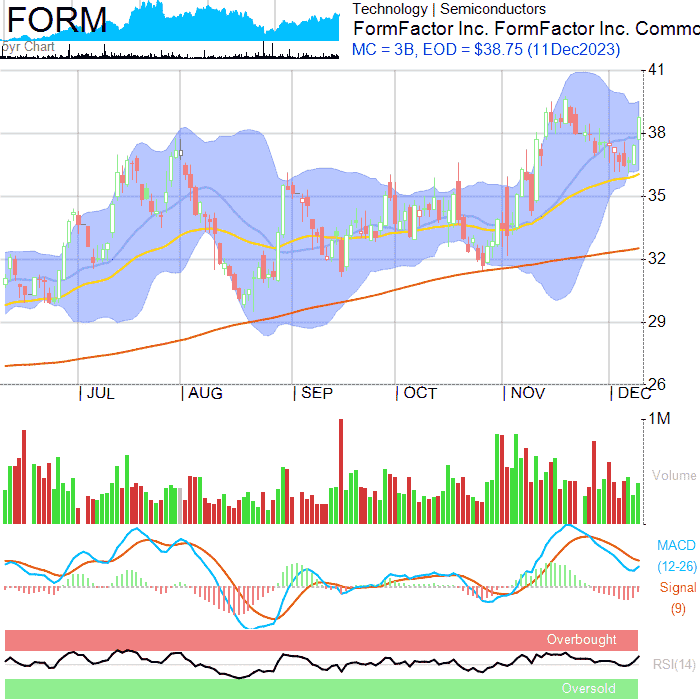 FORM
5yr Chart
Technology | Semiconductors
FormFactor Inc. FormFactor Inc. Commo
MC = 3B, EOD = $38.75 (11Dec2023)
41
38
35
32
29
26
JUL
AUG
SEP
OCT
NOV
DEC
1M
Volume
MACD
(12-26)
Signal
(9)
Overbought
RSI(14)
Oversold